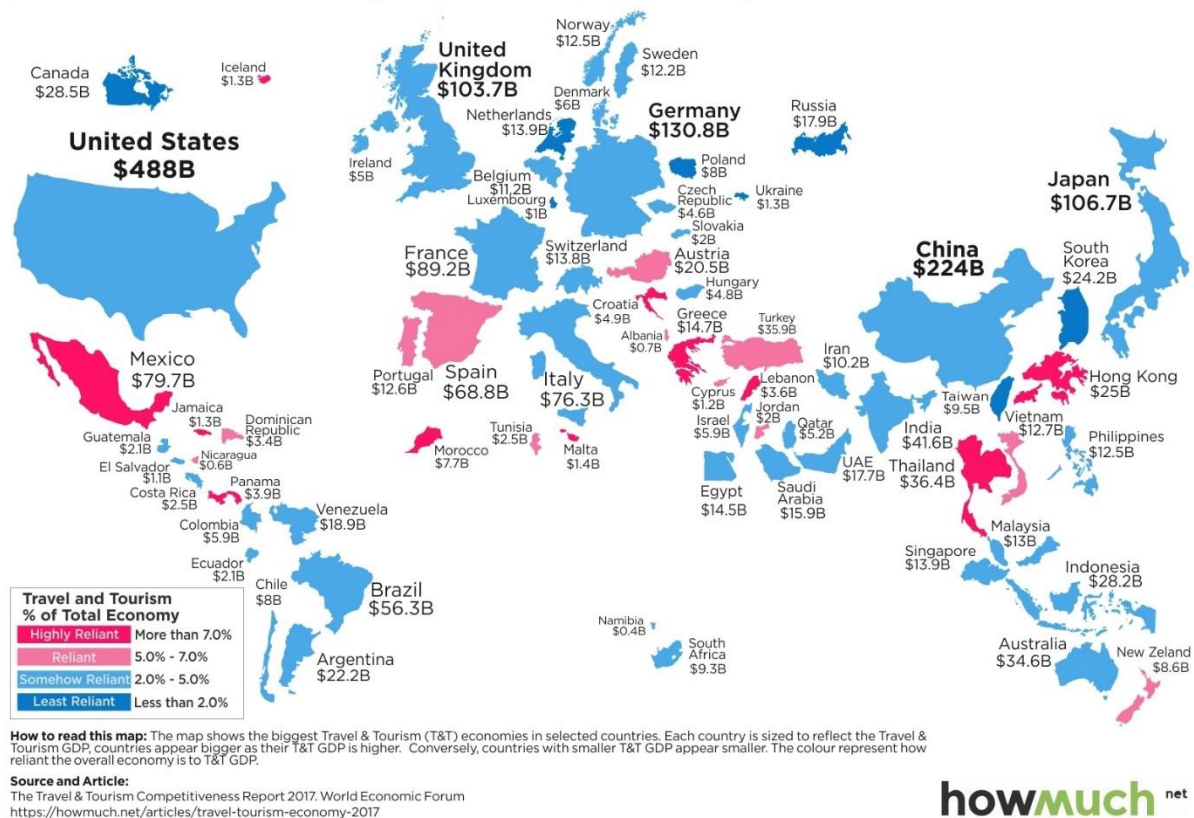 Norway
$12.5B
Sweden
$12.2B
United
Kingdom
$103.7B
Canada
$28.5B
Iceland
$1.3B
Denmark
$6B
Netherlands
$13.9B
Germany
$130.8B
Russia
$17.9B
United States
$488B
Ireland
$5B
Poland
$8B
Belgium
$11.2B
Luxembourg
$1B
Czech
Republic
$4.6B
Ukraine
$1.3B
Slovakia
$2B
Japan
$106.7B
France
$89.2B
Switzerland
$13.8B
Austria
$20.5B
China
$224B
South
Korea
$24.2B
Hungary
$4.8B
Croatia
$4.9B
Greece
$14.7B
Turkey
$35.9B
Albania
$0.7B
Iran
$10.2B
Mexico
$79.7B
Portugal
$12.6B
Spain
$68.8B
Italy
$76.3B
Cyprus
$1.2B
Lebanon
$3.6B
Hong Kong
$25B
Taiwan
$9.5B
Jamaica
$1.3B
Dominican
Republic
$3.4B
Israel
$5.9B
Jordan
$2B
Qatar
$5.2B
India
$41.6B
Vietnam
$12.7B
Philippines
$12.5B
Guatemala
$2.1B
Nicaragua
$0.6B
Morocco
$7.7B
Tunisia
$2.5B
Malta
$1.4B
UAE
$17.7B
Thailand
$36.4B
El Salvador
$1.1B
Costa Rica
$2.5B
Panama
$3.9B
Egypt
$14.5B
Saudi
Arabia
$15.9B
Venezuela
$18.9B
Colombia
$5.9B
Malaysia
$13B
Singapore
$13.9B
Ecuador
$2.1B
Indonesia
$28.2B
Chile
$8B
Brazil
$56.3B
Namibia
$0.4B
South
Africa
$9.3B
Australia
$34.6B
New Zeland
$8.6B
Argentina
$22.2B
Travel and Tourism
% of Total Economy
Highly Reliant More than 7.0%
Reliant 5.0% - 7.0%
Somehow Reliant 2.0% - 5.0%
Least Reliant Less than 2.0%
How to read this map: The map shows the biggest Travel & Tourism (T&T) economies in selected countries. Each country is sized to reflect the Travel &
Tourism GDP, countries appear bigger as their T&T GDP is higher. Conversely, countries with smaller T&T GDP appear smaller. The colour represent how
reliant the overall economy is to T&T GDP.
Source and Article:
The Travel & Tourism Competitiveness Report 2017. World Economic Forum
https://howmuch.net/articles/travel-tourism-economy-2017
howmuch net